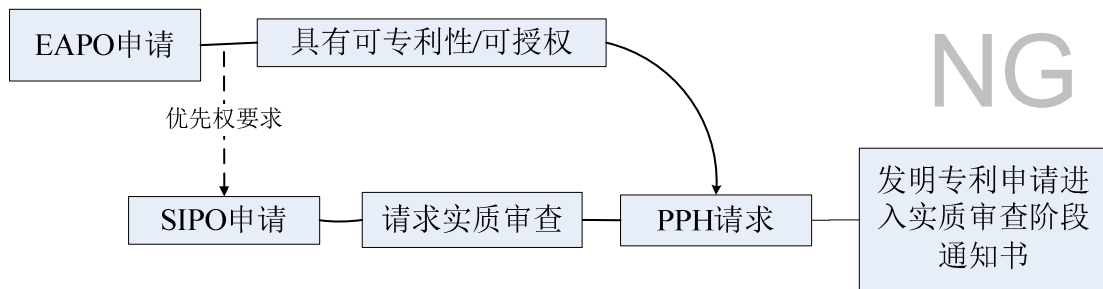 EAPO申请
具有可专利性/可授权
NG
优先权要求
SIPO申请
请求实质审查
PPH请求
发明专利申请进
入实质审查阶段
通知书